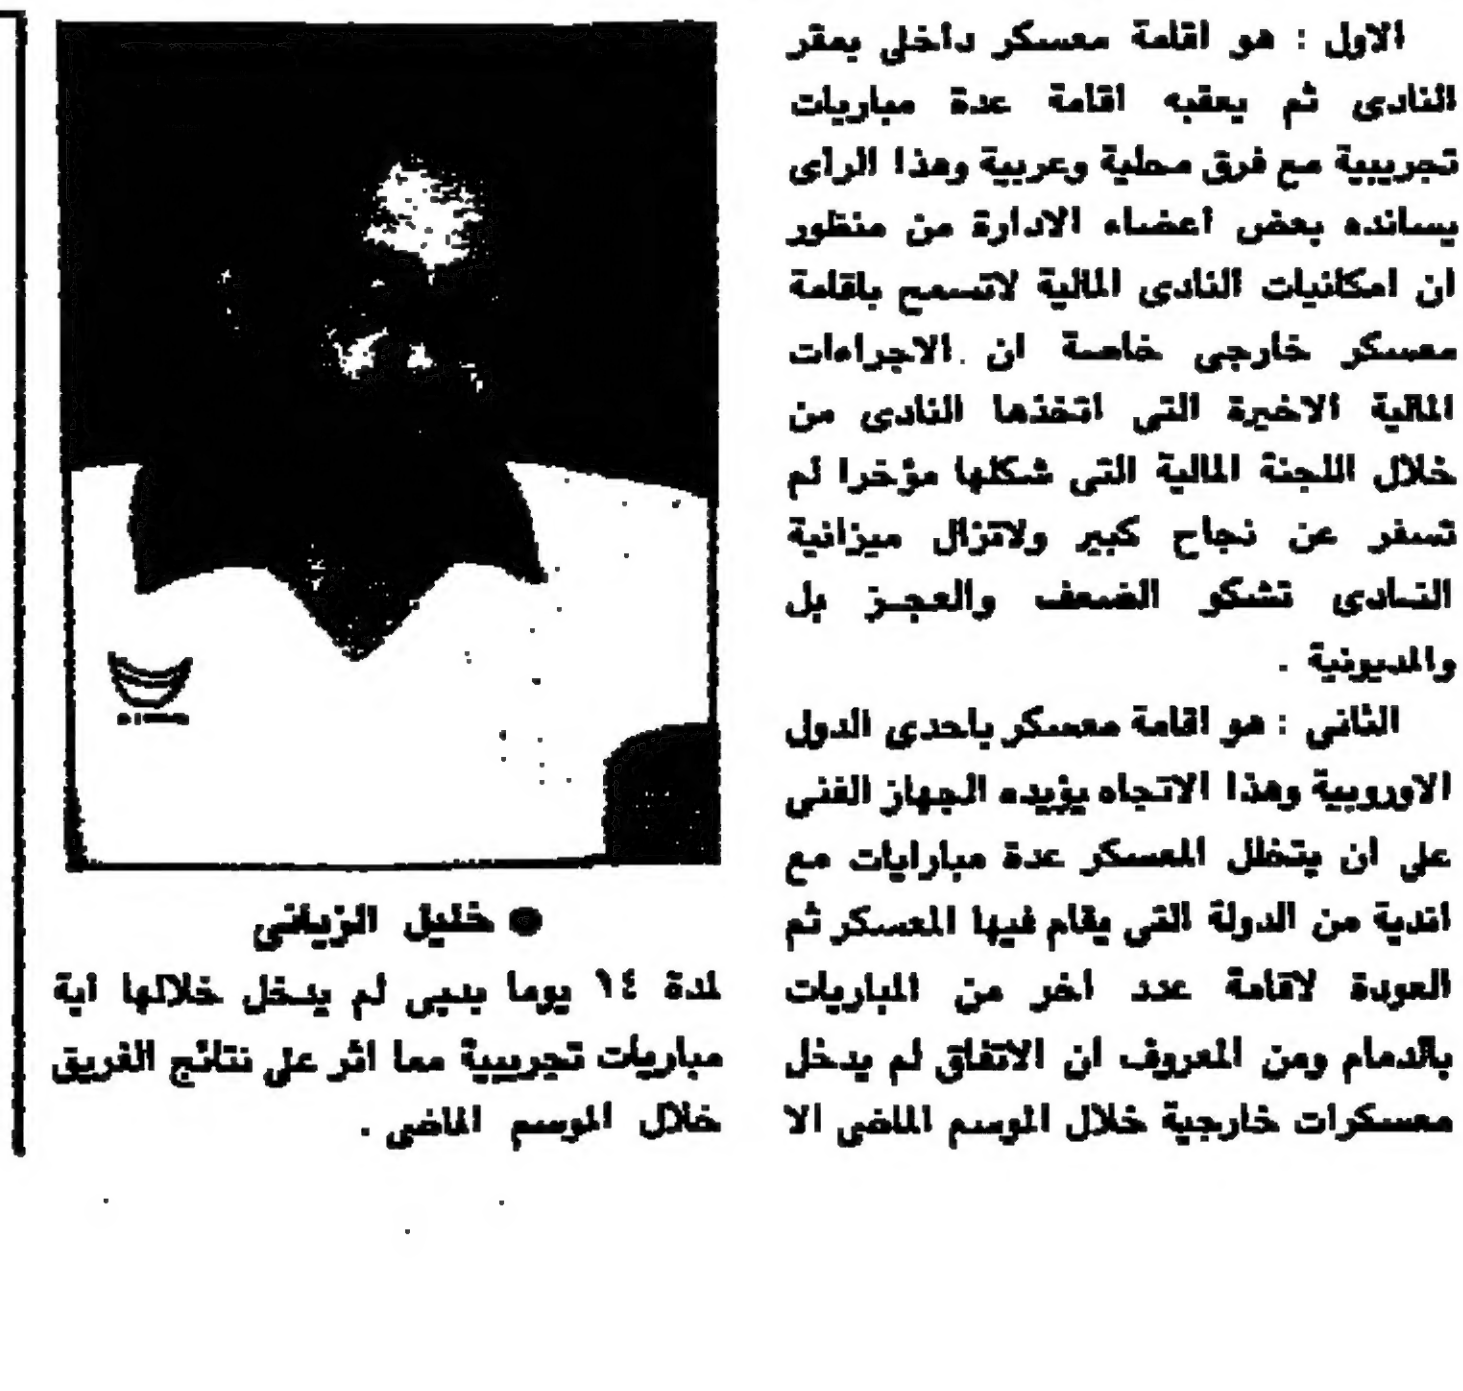 الاول : هو اقامة معسكر داخلى بمقر
النادى ثم يعقبه اقامة عدة مباريات
تجريبية مع فرق محلية وعربية وهذا الراى
يسانده بعض اعضاء الادارة من منظور
ان امكانيات النادى المالية لاتسمح باقامة
معسكر خارجى خاصة ان الاجراءات
المالية الاخيرة التى اتخذها النادى من
خلال اللجنة المالية التى شكلها مؤخرا لم
تسفر عن نجاح كبير ولاتزال ميزانية
النادى تشكو الضعف والعجز بل
والمديونية .
الثانى : هو اقامة معسكر باحدى الدول
الاوروبية وهذا الاتجاه يؤيده الجهاز الفنى
على ان يتخلل المعسكر عدة مبارايات مع
اندية من الدولة التى يقام فيها المعسكر ثم
العودة لاقامة عدد اخر من المباريات
بالدمام ومن المعروف ان الاتفاق لم يدخل
معسكرات خارجية خلال الموسم الماضى الا
● خليل الزيانى
لمدة ١٤ يوما بدبى لم يدخل خلالها اية
مباريات تجريبية مما اثر على نتائج الفريق
خلال الموسم الماضى .